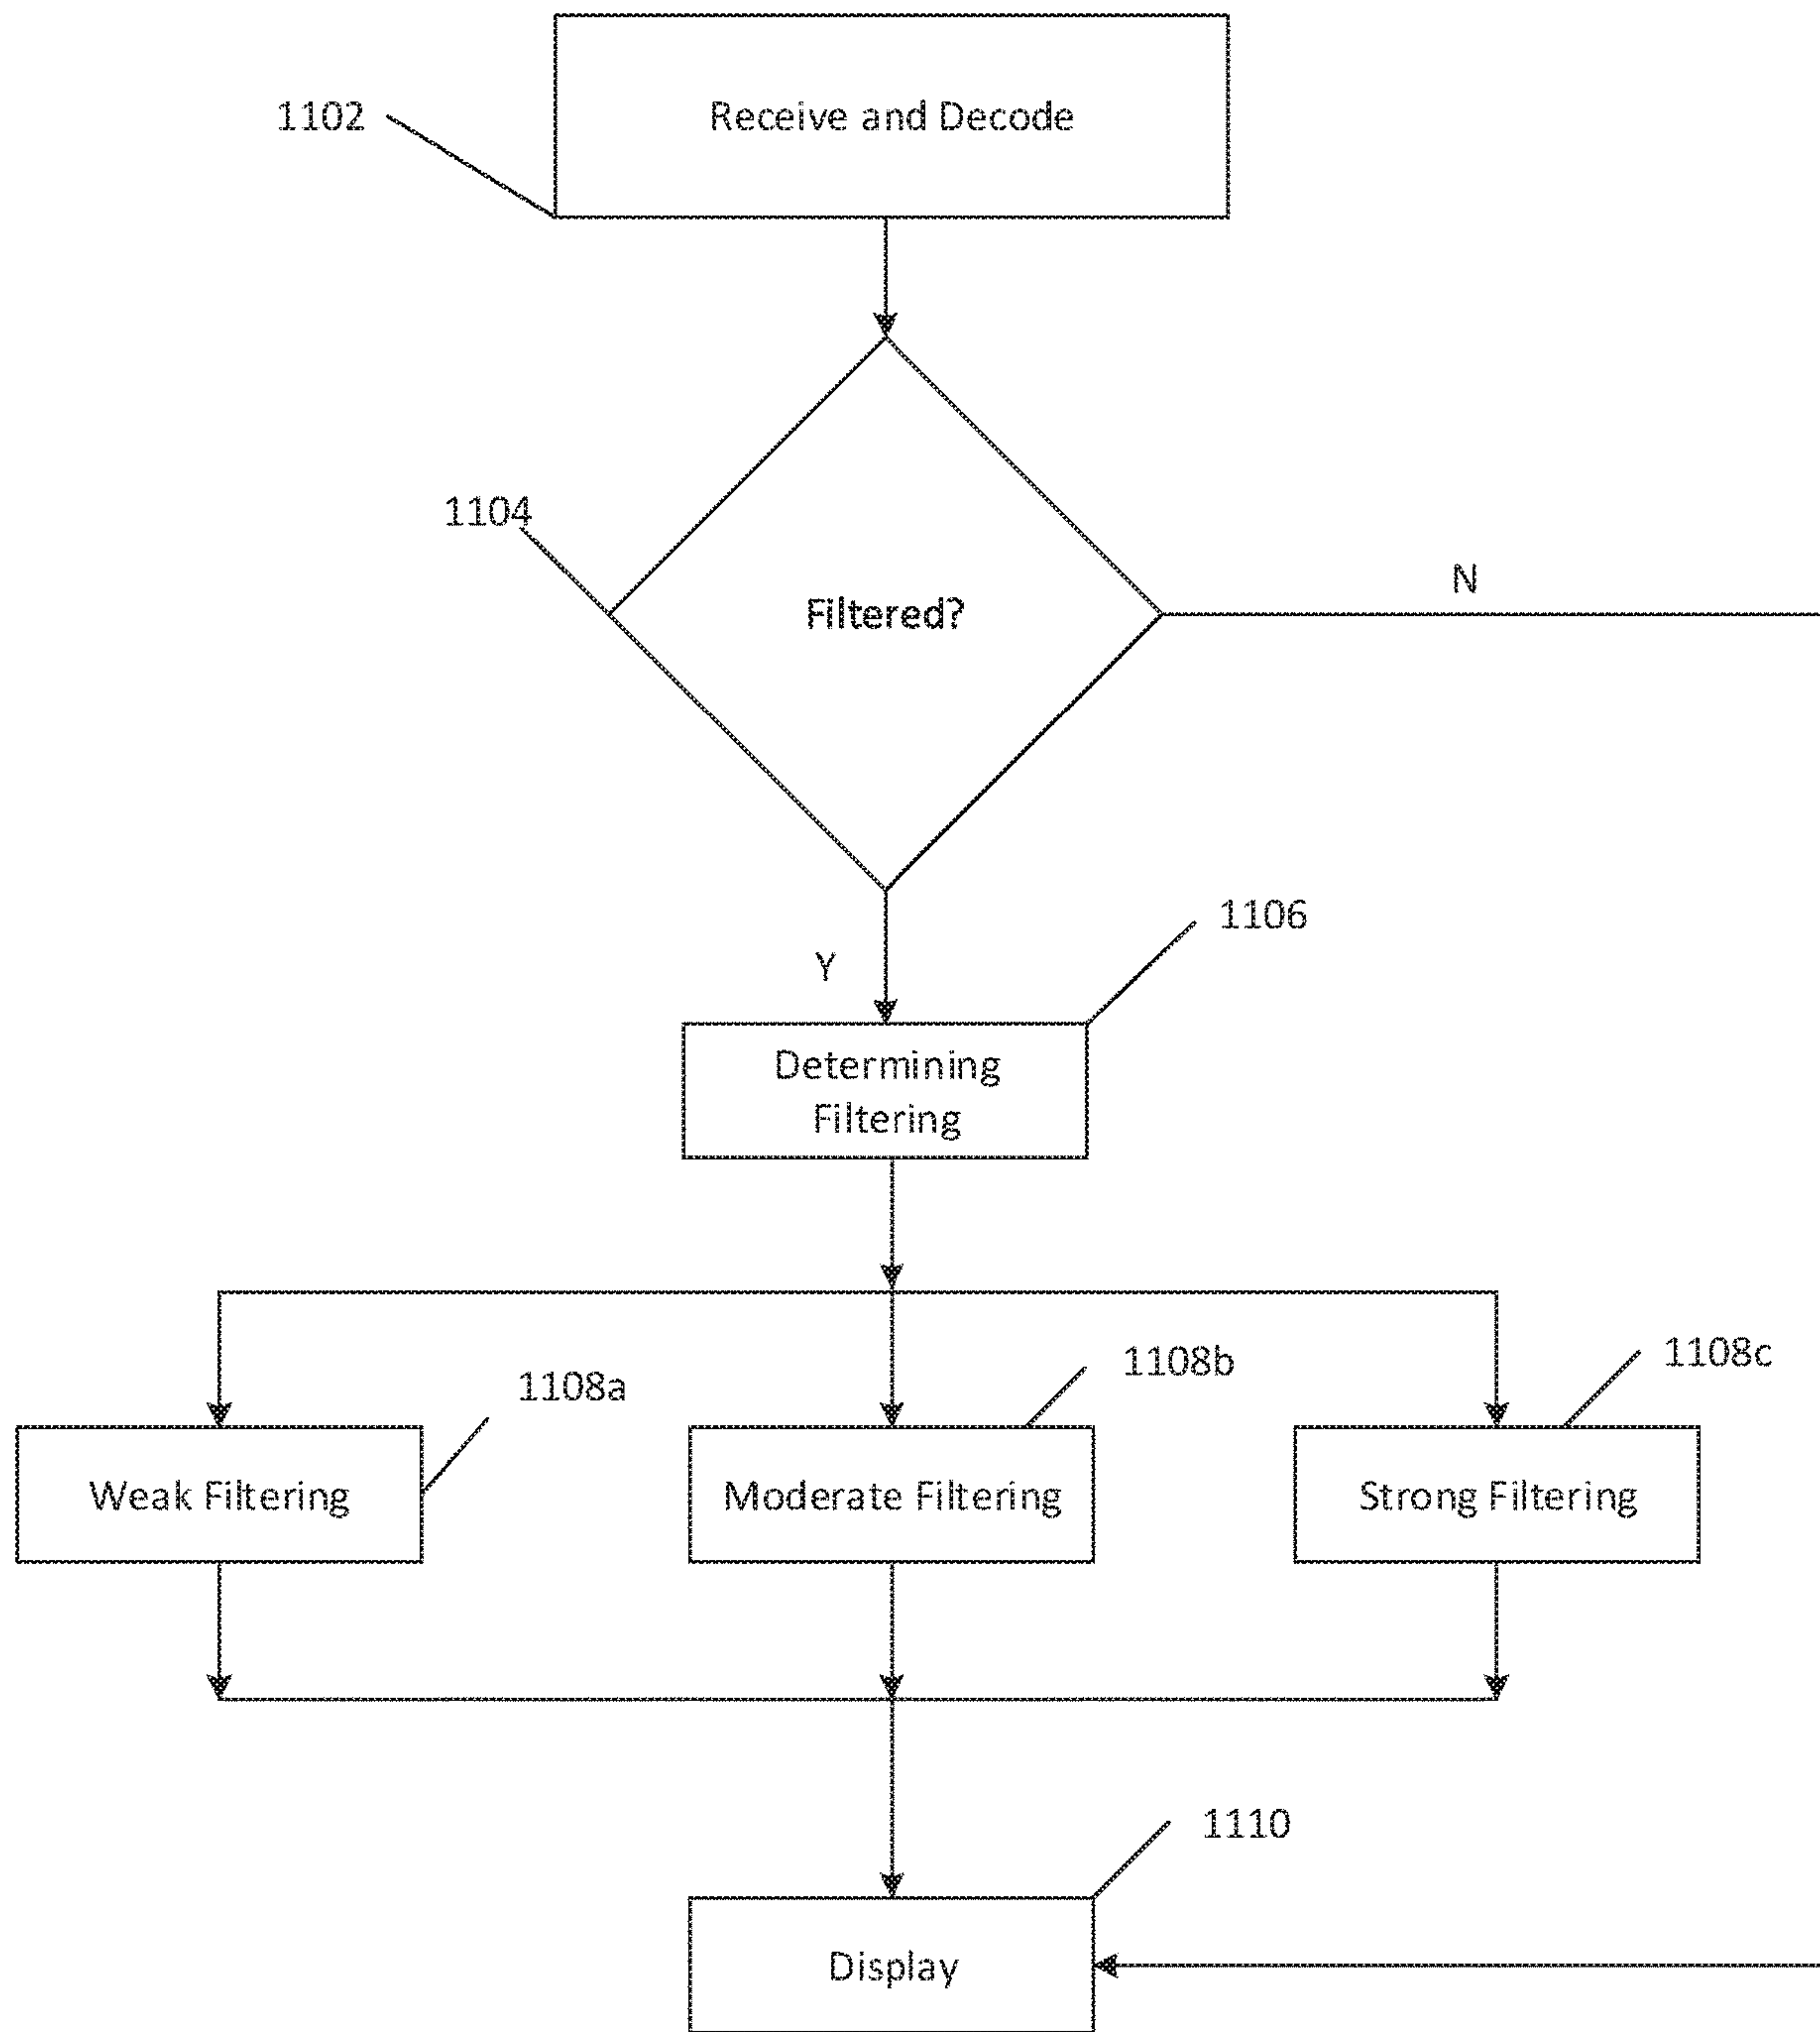 Receive and Decode
1102
1104
Filtered?
N
1106
Y
Determining
Filtering
1108a
1108b
1108c
Weak Filtering
Moderate Filtering
Strong Filtering
1110
Display